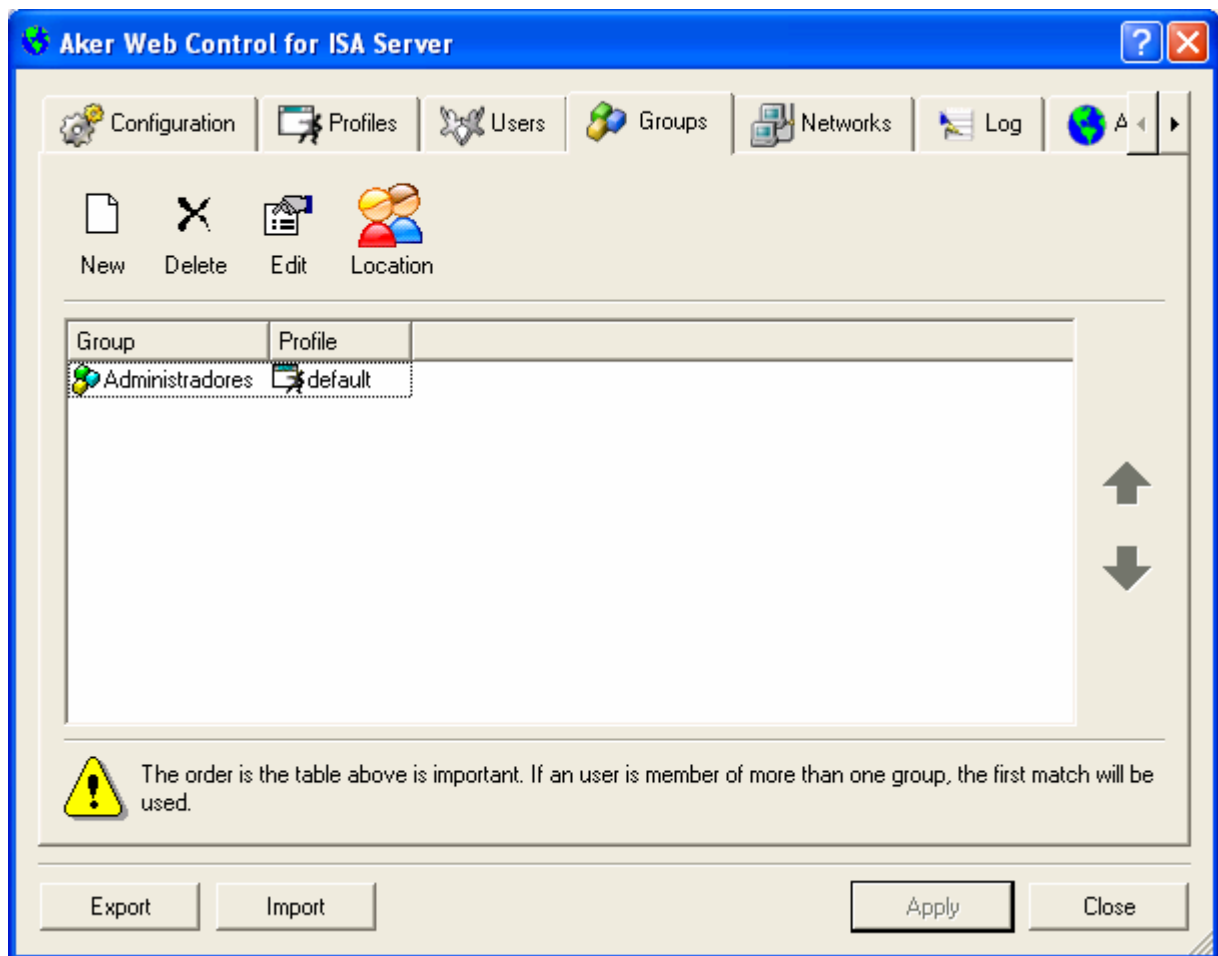 Aker Web Control for ISA Server
Configuration Profiles Users Groups Networks Log A
New Delete Edit Location
Group Profile
Administradores default
The order is the table above is important. If an user is member of more than one group, the first match will be
used.
Export Import Apply Close